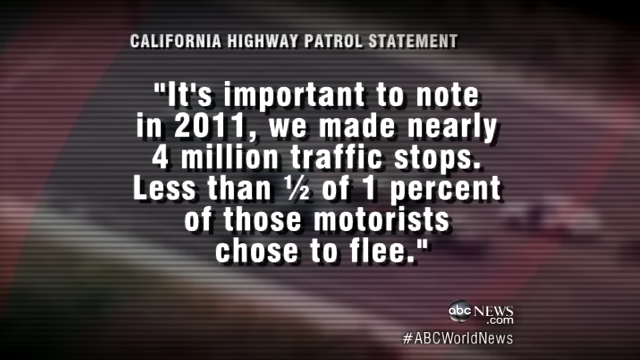 CALIFORNIA HIGHWAY PATROL STATEMENT
"It's important to note
in 2011, we made nearly
4 million traffic stops.
Less than ½ of 1 percent
of those motorists
chose to flee."
abc NEWS
.com
#ABCWorldNews